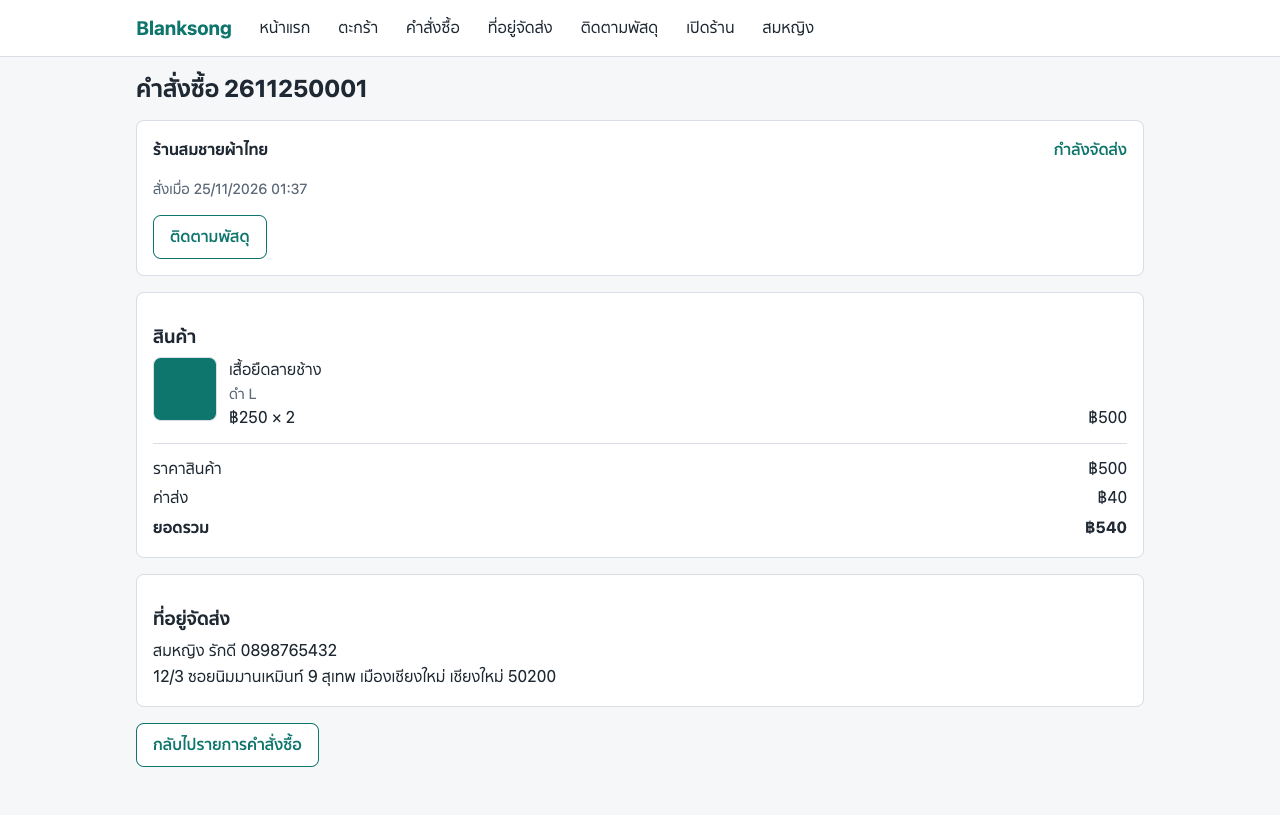 Blanksong หน้าแรก ตะกร้า คำสั่งซื้อ ที่อยู่จัดส่ง ติดตามพัสดุ เปิดร้าน สมหญิง
คำสั่งซื้อ 2611250001
ร้านสมชายผ้าไทย กำลังจัดส่ง
สั่งเมื่อ 25/11/2026 01:37
ติดตามพัสดุ
สินค้า
เสื้อยืดลายช้าง
ดำ L
฿250 × 2 ฿500
ราคาสินค้า ฿500
ค่าส่ง ฿40
ยอดรวม ฿540
ที่อยู่จัดส่ง
สมหญิง รักดี 0898765432
12/3 ซอยนิมมานเหมินท์ 9 สุเทพ เมืองเชียงใหม่ เชียงใหม่ 50200
กลับไปรายการคำสั่งซื้อ